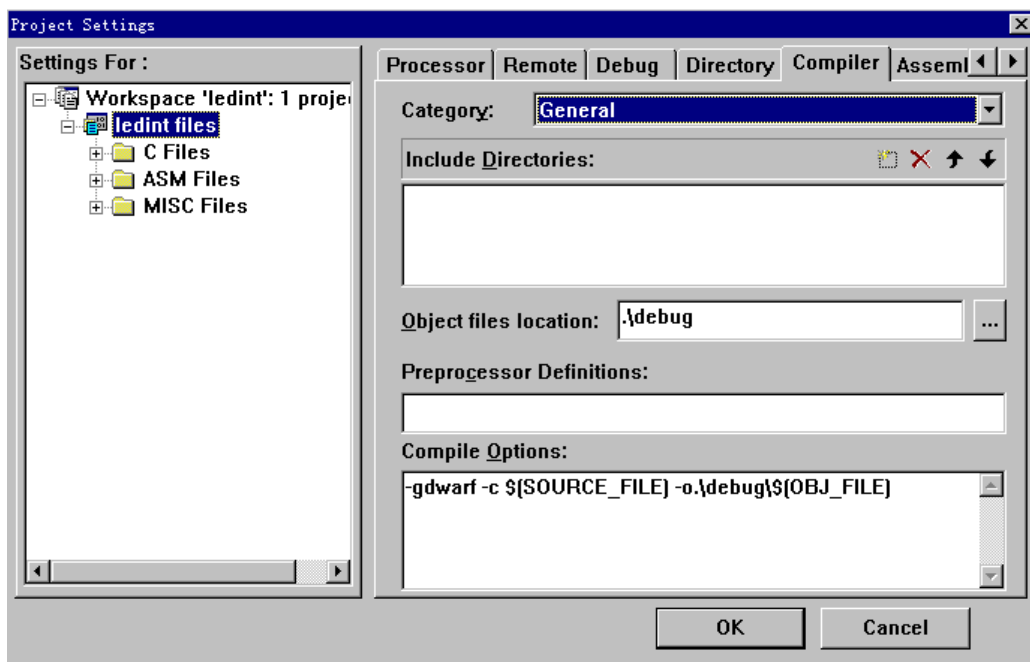 Project Settings
Settings For :
Workspace 'ledint': 1 proje
ledint files
C Files
ASM Files
MISC Files
Processor Remote Debug Directory Compiler Asseml
Category: General
Include Directories:
Object files location: .\debug ...
Preprocessor Definitions:
Compile Options:
-gdwarf -c $(SOURCE_FILE) -o.\debug\$(OBJ_FILE)
OK Cancel